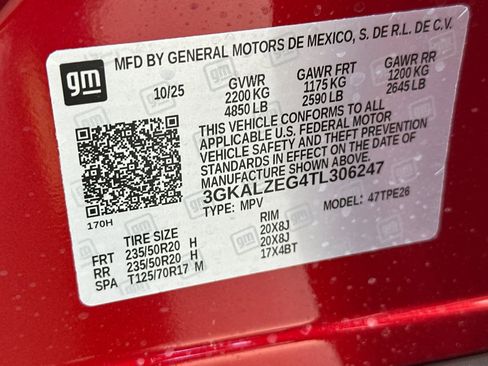 MFD BY GENERAL MOTORS DE MEXICO, S. DE R.L. DE C.V.
gm
10/25 GVWR GAWR FRT GAWR RR
2200 KG 1175 KG 1200 KG
4850 LB 2590 LB 2645 LB
THIS VEHICLE CONFORMS TO ALL
APPLICABLE U.S. FEDERAL MOTOR
VEHICLE SAFETY AND THEFT PREVENTION
STANDARDS IN EFFECT ON THE DATE OF
MANUFACTURE SHOWN ABOVE.
3GKALZEG4TL306247
TYPE: MPV MODEL: 47TPE26
170H
TIRE SIZE RIM
FRT 235/50R20 H 20X8J
RR 235/50R20 H 20X8J
SPA T125/70R17 M 17X4BT